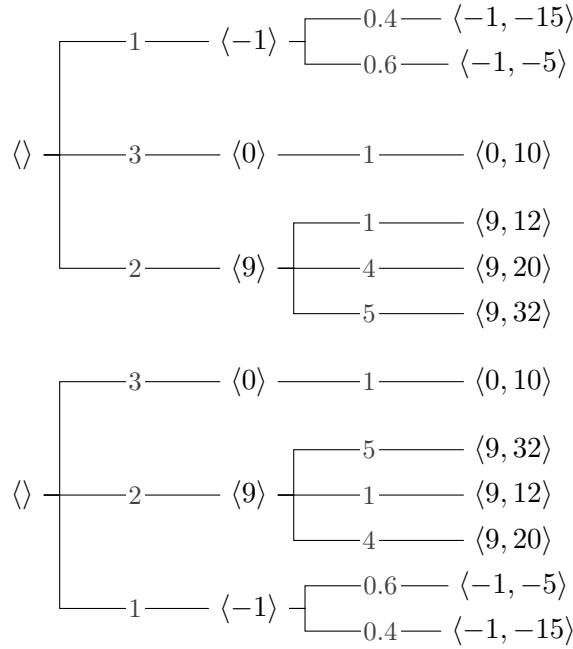 0.4 ⟨−1, −15⟩
1 ⟨−1⟩
0.6 ⟨−1, −5⟩
⟨⟩ 3 ⟨0⟩ 1 ⟨0, 10⟩
1 ⟨9, 12⟩
2 ⟨9⟩ 4 ⟨9, 20⟩
5 ⟨9, 32⟩
3 ⟨0⟩ 1 ⟨0, 10⟩
5 ⟨9, 32⟩
⟨⟩ 2 ⟨9⟩ 1 ⟨9, 12⟩
4 ⟨9, 20⟩
0.6 ⟨−1, −5⟩
1 ⟨−1⟩
0.4 ⟨−1, −15⟩